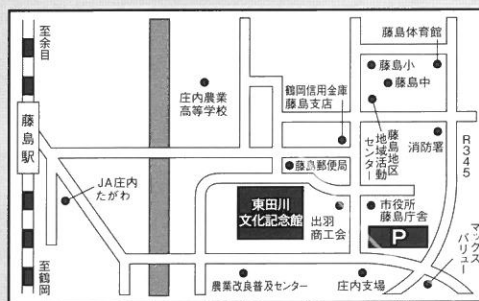 至余目
藤島駅
至鶴岡
JA庄内
たがわ
庄内農業
高等学校
鶴岡信用金庫
藤島支店
藤島体育館
藤島小
藤島中
藤島地区
地域活動
センター
消防署
R345
藤島郵便局
東田川
文化記念館
出羽
商工会
市役所
藤島庁舎
P
マックス
バリュー
農業改良普及センター
庄内支場